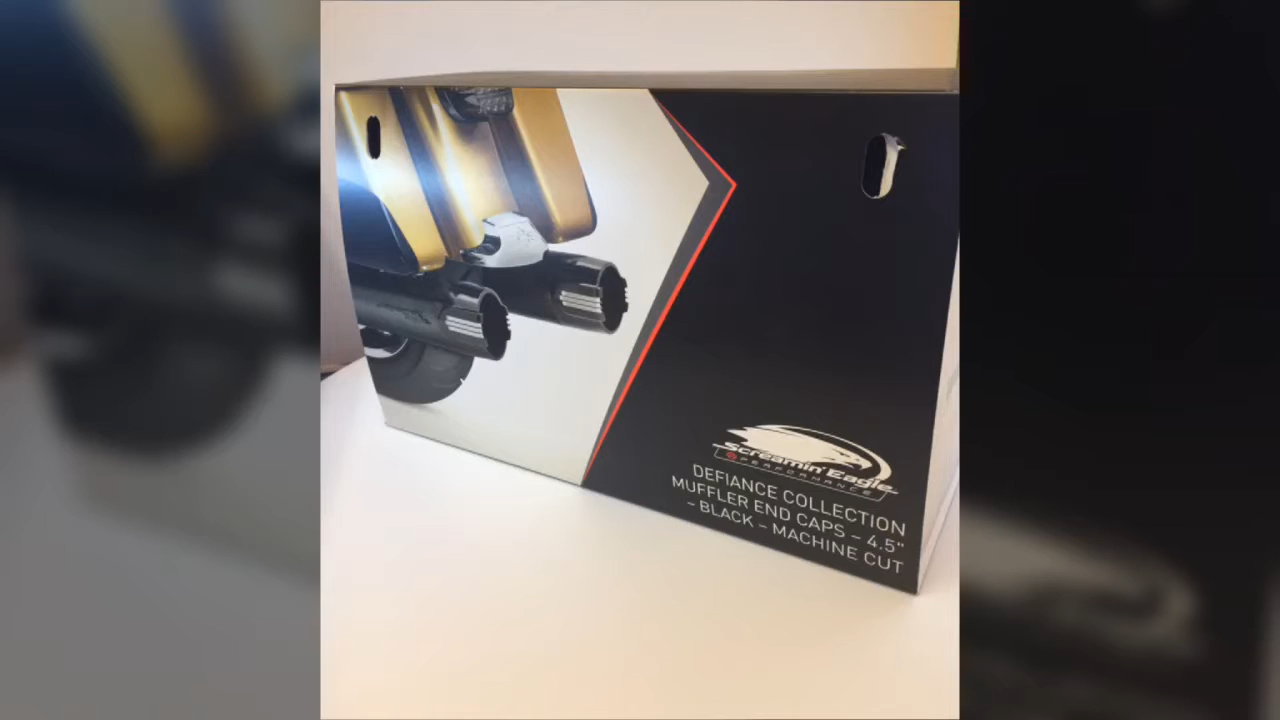 Screamin' Eagle
PERFORMANCE
DEFIANCE COLLECTION
MUFFLER END CAPS – 4.5"
– BLACK – MACHINE CUT